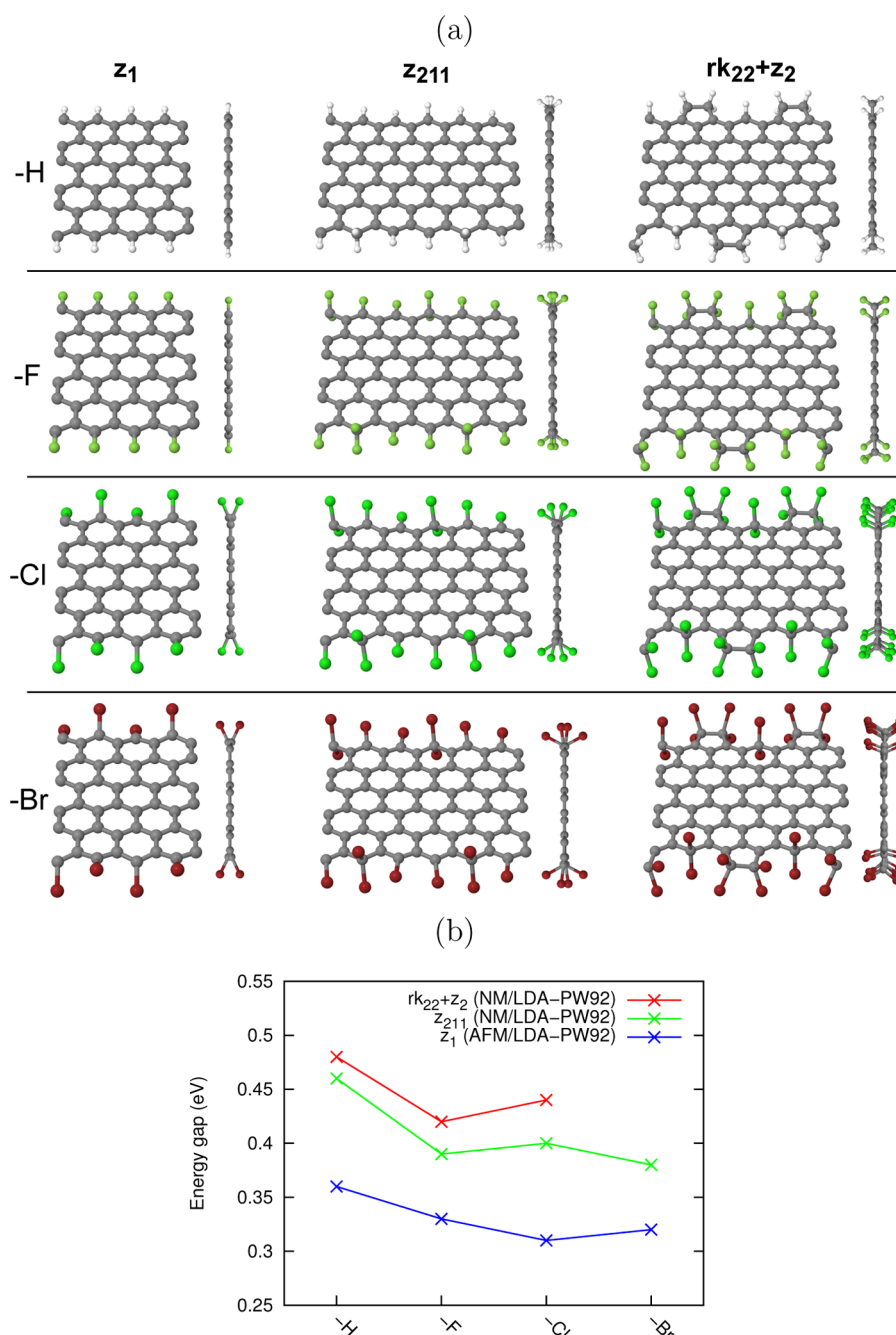 (a)
z₁ z₂₁₁ rk₂₂+z₂
-H
-F
-Cl
-Br
(b)
0.55
rk₂₂+z₂ (NM/LDA−PW92)
z₂₁₁ (NM/LDA−PW92)
z₁ (AFM/LDA−PW92)
0.5
0.45
0.4
0.35
0.3
0.25
Energy gap (eV)
−H −F −Cl −Br